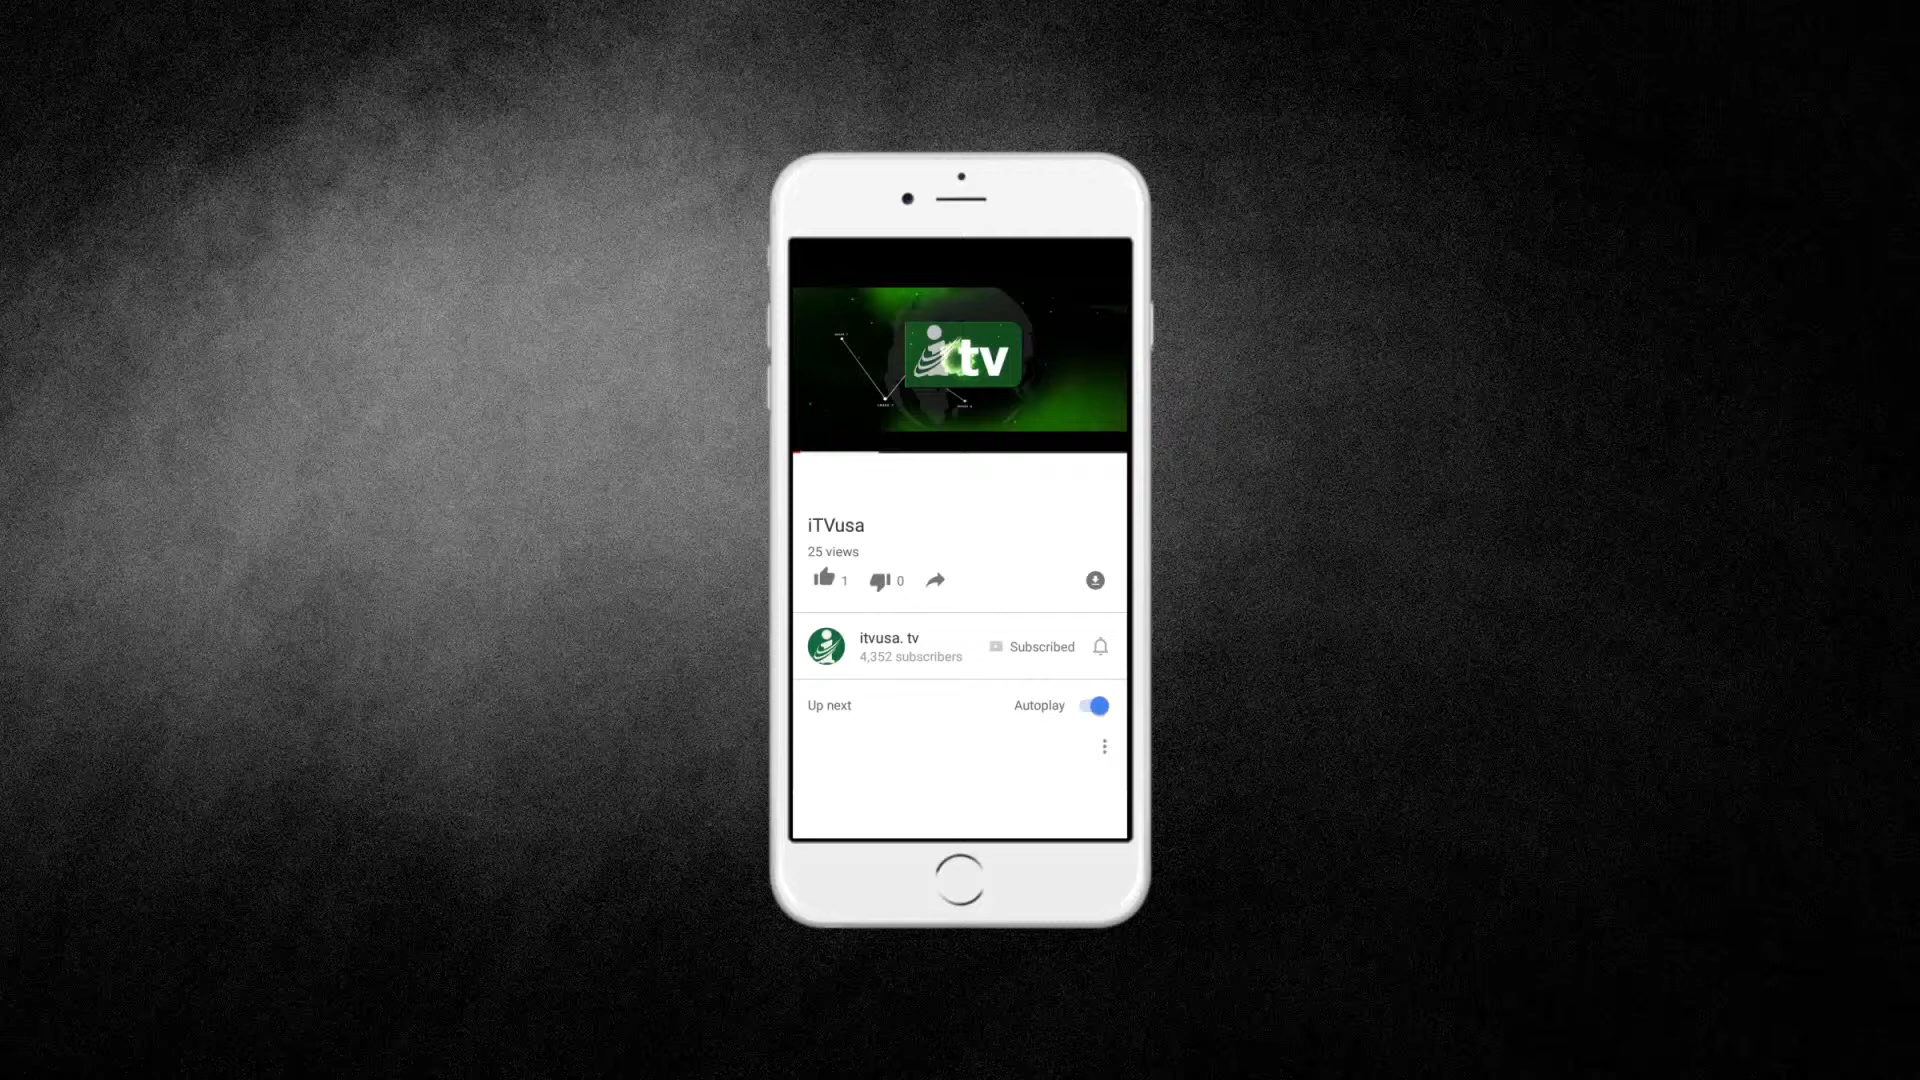 itv
iTVusa
25 views
1 0
itvusa. tv
4,352 subscribers
Subscribed
Up next
Autoplay